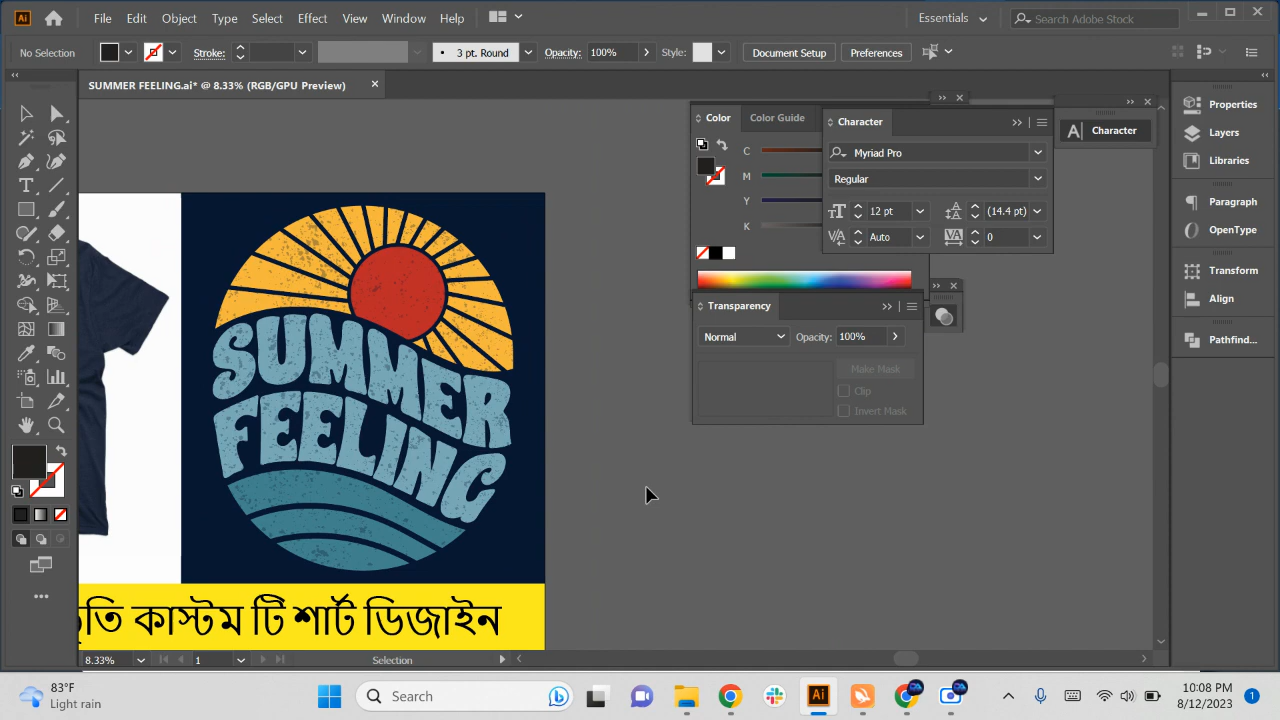 Ai File Edit Object Type Select Effect View Window Help Essentials Search Adobe Stock
No Selection Stroke: 3 pt. Round Opacity: 100% Style: Document Setup Preferences
SUMMER FEELING.ai* @ 8.33% (RGB/GPU Preview)
Color Color Guide
C
M
Y
K
Character
Myriad Pro
Regular
12 pt (14.4 pt)
Auto 0
Transparency
Normal Opacity: 100%
Make Mask
Clip
Invert Mask
Character
Properties
Layers
Libraries
Paragraph
OpenType
Transform
Align
Pathfind...
SUMMER
FEELING
কাস্টম টি শার্ট ডিজাইন
8.33% 1 Selection
83°F
Light rain
Search
Ai
10:08 PM
8/12/2023
1